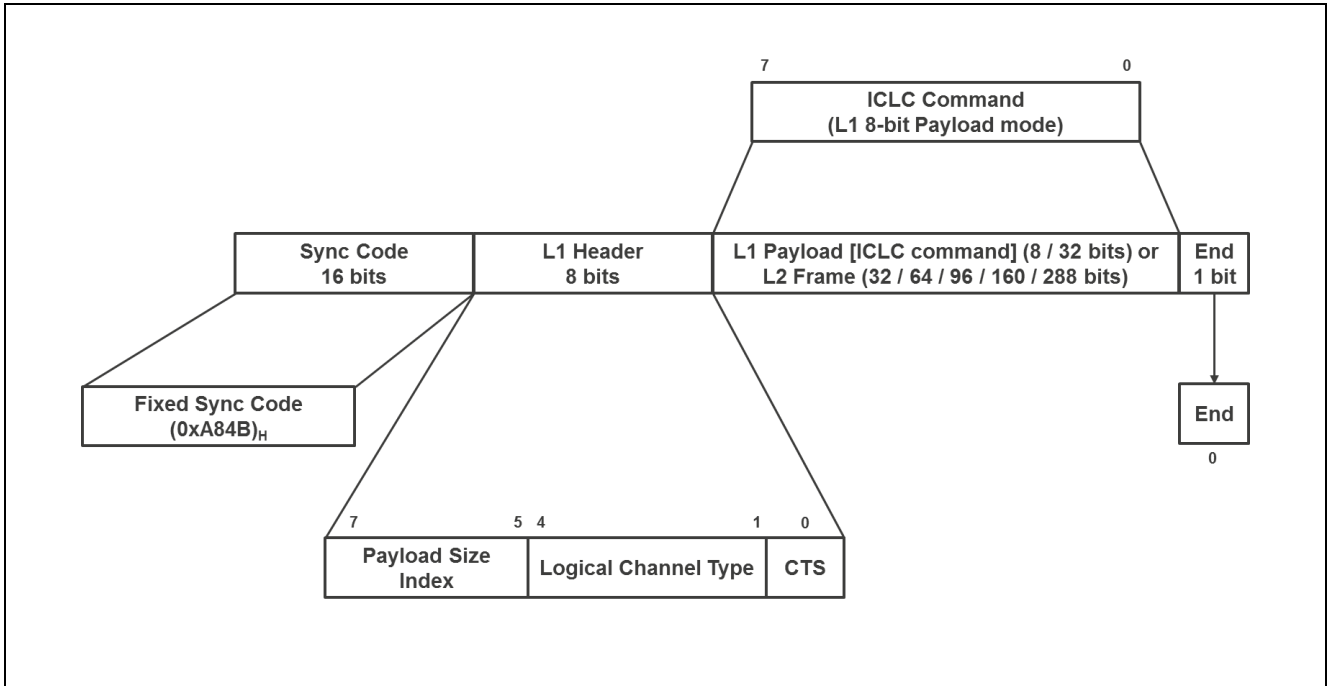 7 0
ICLC Command
(L1 8-bit Payload mode)
Sync Code
16 bits
L1 Header
8 bits
L1 Payload [ICLC command] (8 / 32 bits) or
L2 Frame (32 / 64 / 96 / 160 / 288 bits)
End
1 bit
Fixed Sync Code
(0xA84B)H
End
0
7 5 4 1 0
Payload Size
Index
Logical Channel Type
CTS